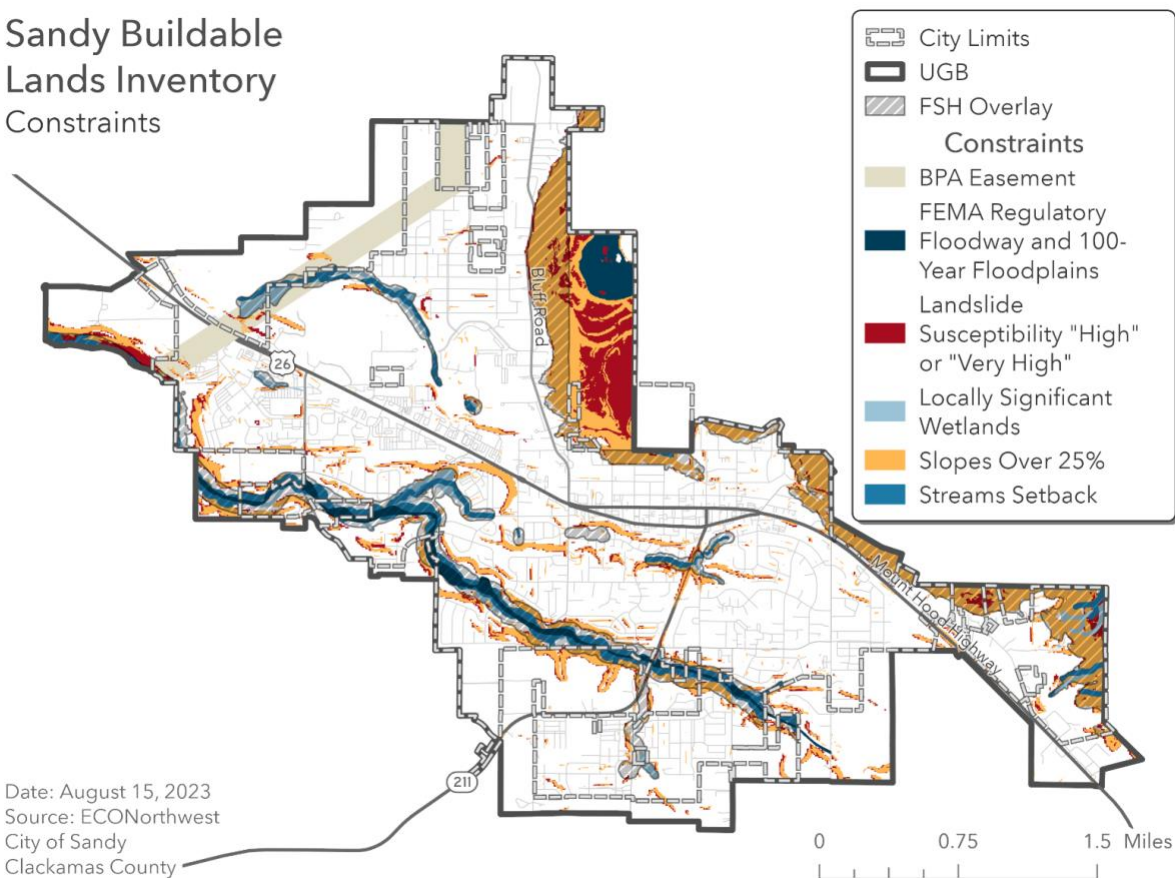 Sandy Buildable
Lands Inventory
Constraints
City Limits
UGB
FSH Overlay
Constraints
BPA Easement
FEMA Regulatory
Floodway and 100-
Year Floodplains
Landslide
Susceptibility "High"
or "Very High"
Locally Significant
Wetlands
Slopes Over 25%
Streams Setback
Bluff Road
26
Mount Hood Highway
211
Date: August 15, 2023
Source: ECONorthwest
City of Sandy
Clackamas County
0 0.75 1.5 Miles